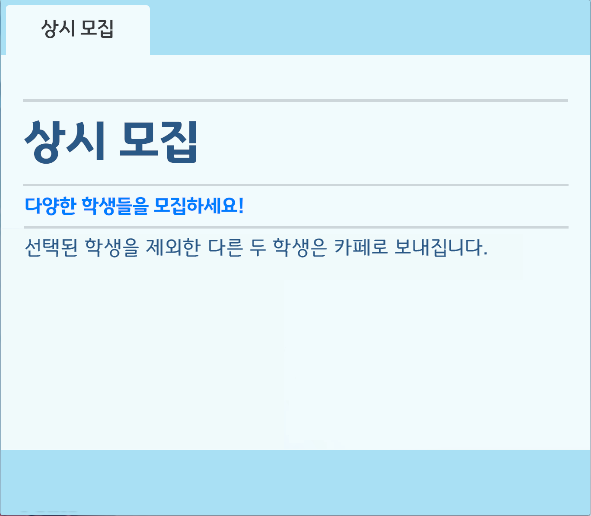 상시 모집
상시 모집
다양한 학생들을 모집하세요!
선택된 학생을 제외한 다른 두 학생은 카페로 보내집니다.